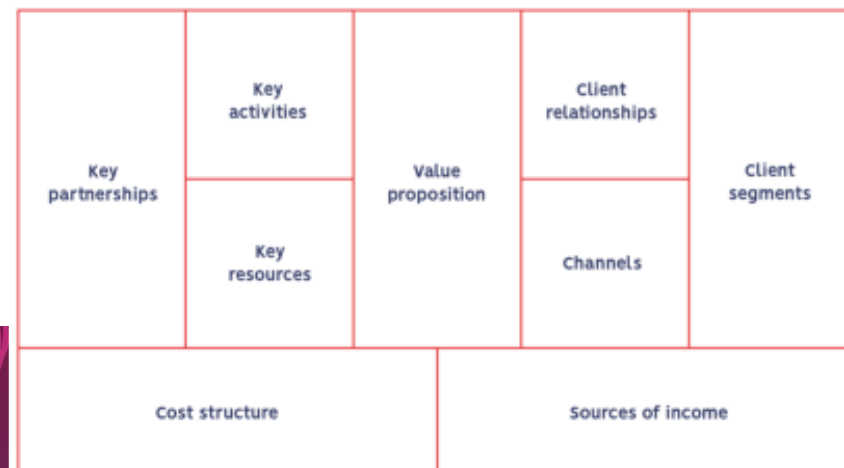 Key
partnerships
Key
activities
Key
resources
Value
proposition
Client
relationships
Channels
Client
segments
Cost structure
Sources of income